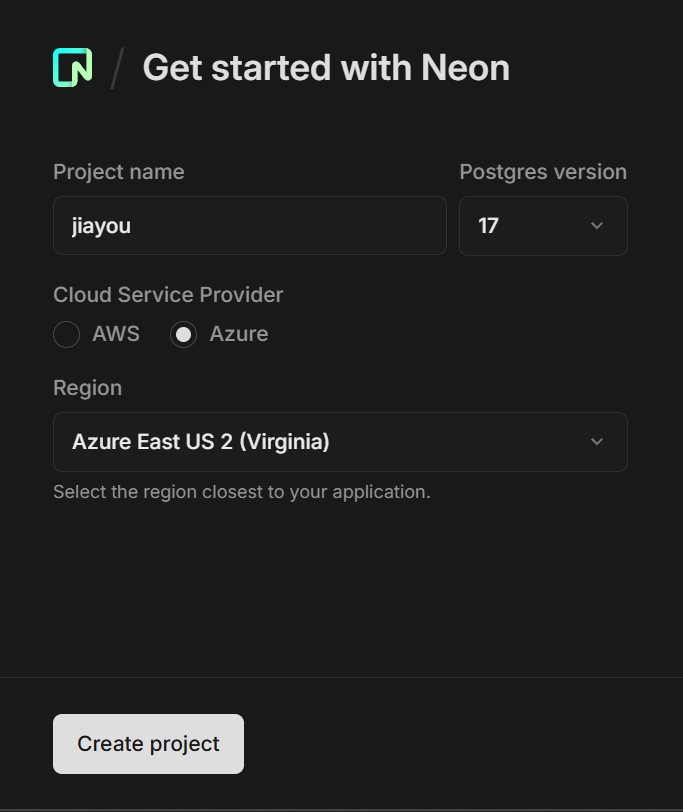 Get started with Neon
Project name
Postgres version
jiayou
17
Cloud Service Provider
AWS
Azure
Region
Azure East US 2 (Virginia)
Select the region closest to your application.
Create project